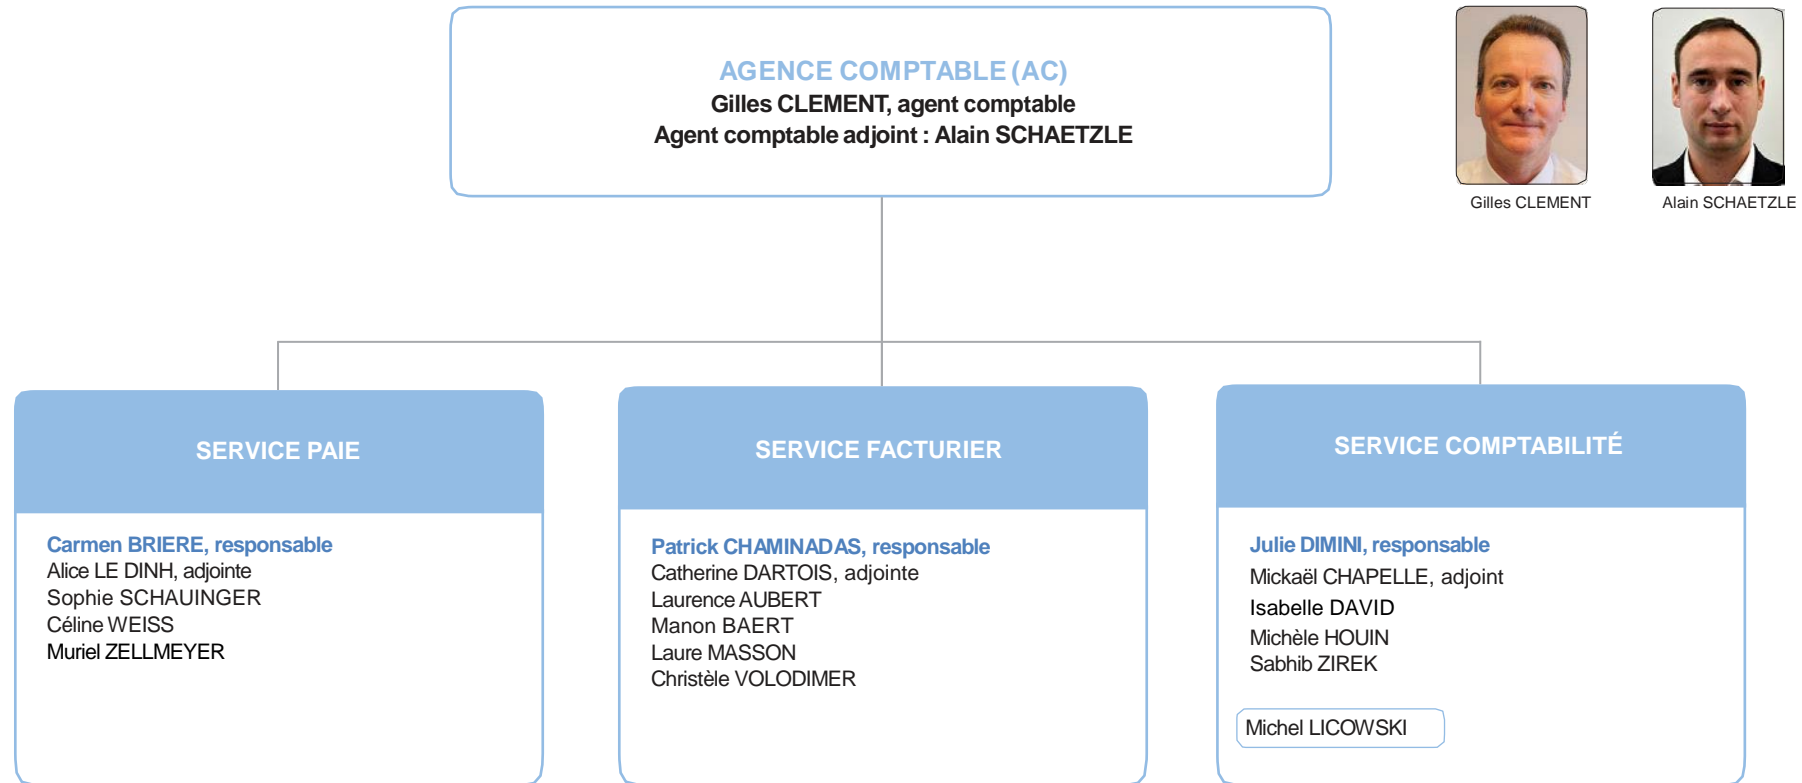 AGENCE COMPTABLE (AC)
Gilles CLEMENT, agent comptable
Agent comptable adjoint : Alain SCHAETZLE
Gilles CLEMENT
Alain SCHAETZLE
SERVICE PAIE
Carmen BRIERE, responsable
Alice LE DINH, adjointe
Sophie SCHAUINGER
Céline WEISS
Muriel ZELLMEYER
SERVICE FACTURIER
Patrick CHAMINADAS, responsable
Catherine DARTOIS, adjointe
Laurence AUBERT
Manon BAERT
Laure MASSON
Christèle VOLODIMER
SERVICE COMPTABILITÉ
Julie DIMINI, responsable
Mickaël CHAPELLE, adjoint
Isabelle DAVID
Michèle HOUIN
Sabhib ZIREK
Michel LICOWSKI